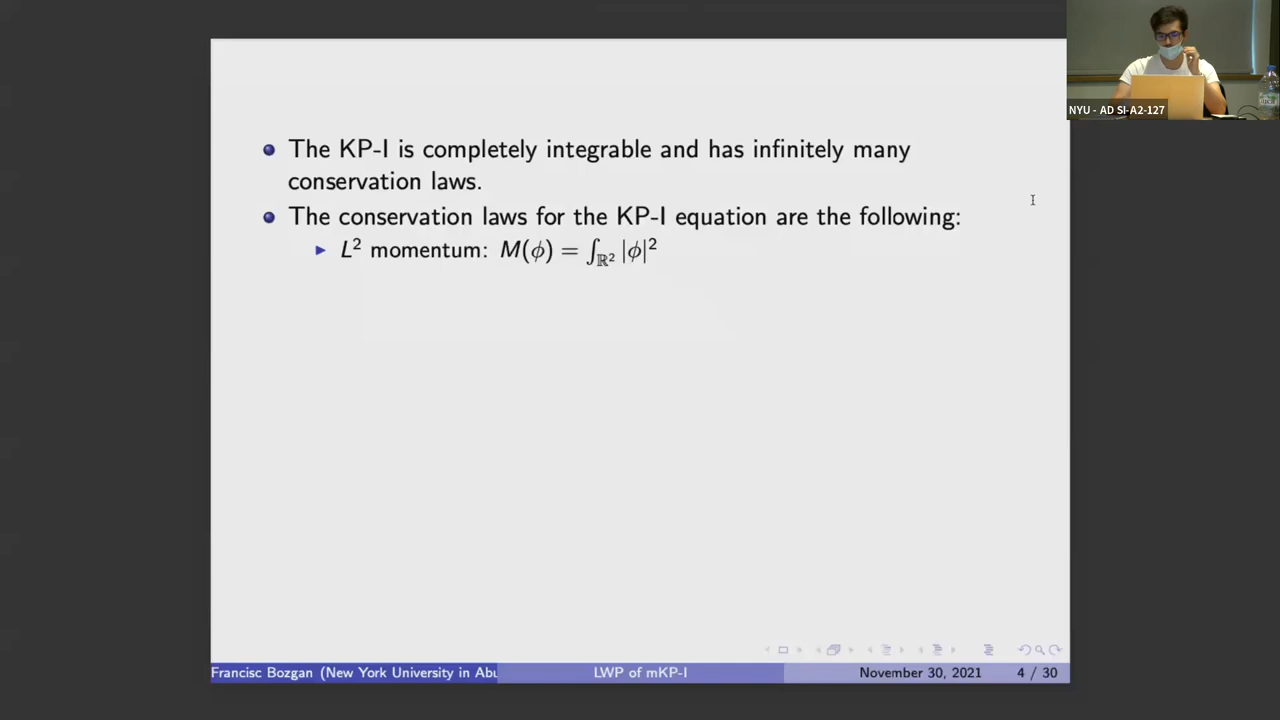 NYU - AD SI-A2-127
The KP-I is completely integrable and has infinitely many
conservation laws.
The conservation laws for the KP-I equation are the following:
L² momentum: M(ϕ) = ∫_ℝ² |ϕ|²
Francisc Bozgan (New York University in Abu
LWP of mKP-I
November 30, 2021
4 / 30